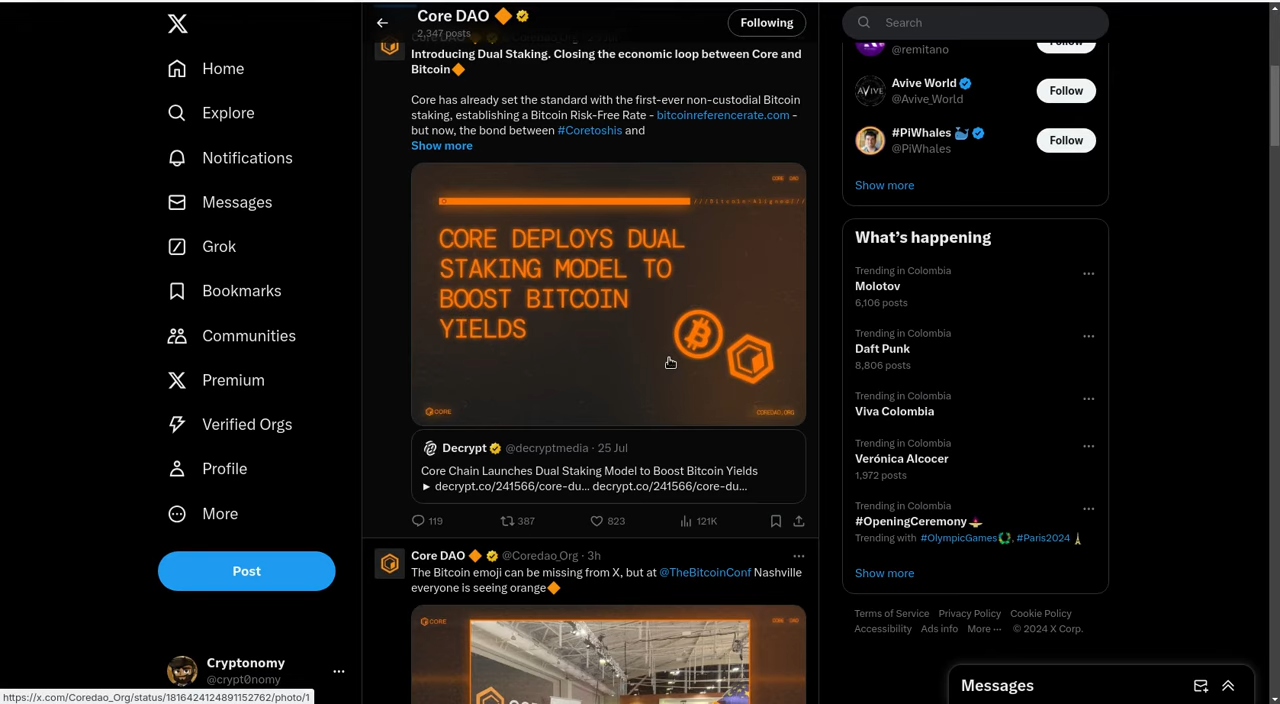 Home
Explore
Notifications
Messages
Grok
Bookmarks
Communities
Premium
Verified Orgs
Profile
More
Post
Cryptonomy
@crypt0nomy
https://x.com/Coredao_Org/status/1816424124891152762/photo/1
Core DAO
2,347 posts
Following
Introducing Dual Staking. Closing the economic loop between Core and
Bitcoin
Core has already set the standard with the first-ever non-custodial Bitcoin
staking, establishing a Bitcoin Risk-Free Rate - bitcoinreferencerate.com -
but now, the bond between #Coretoshis and
Show more
CORE DAO
///Bitcoin-Aligned//
CORE DEPLOYS DUAL
STAKING MODEL TO
BOOST BITCOIN
YIELDS
CORE
COREDAO.ORG
Decrypt @decryptmedia · 25 Jul
Core Chain Launches Dual Staking Model to Boost Bitcoin Yields
► decrypt.co/241566/core-du... decrypt.co/241566/core-du...
119
387
823
121K
Core DAO @Coredao_Org · 3h
The Bitcoin emoji can be missing from X, but at @TheBitcoinConf Nashville
everyone is seeing orange
CORE
CORE DAO
Search
@remitano
Follow
Avive World
@Avive_World
Follow
#PiWhales
@PiWhales
Follow
Show more
What's happening
Trending in Colombia
Molotov
6,106 posts
Trending in Colombia
Daft Punk
8,806 posts
Trending in Colombia
Viva Colombia
Trending in Colombia
Verónica Alcocer
1,972 posts
Trending in Colombia
#OpeningCeremony
Trending with #OlympicGames, #Paris2024
Show more
Terms of Service Privacy Policy Cookie Policy
Accessibility Ads info More ··· © 2024 X Corp.
Messages